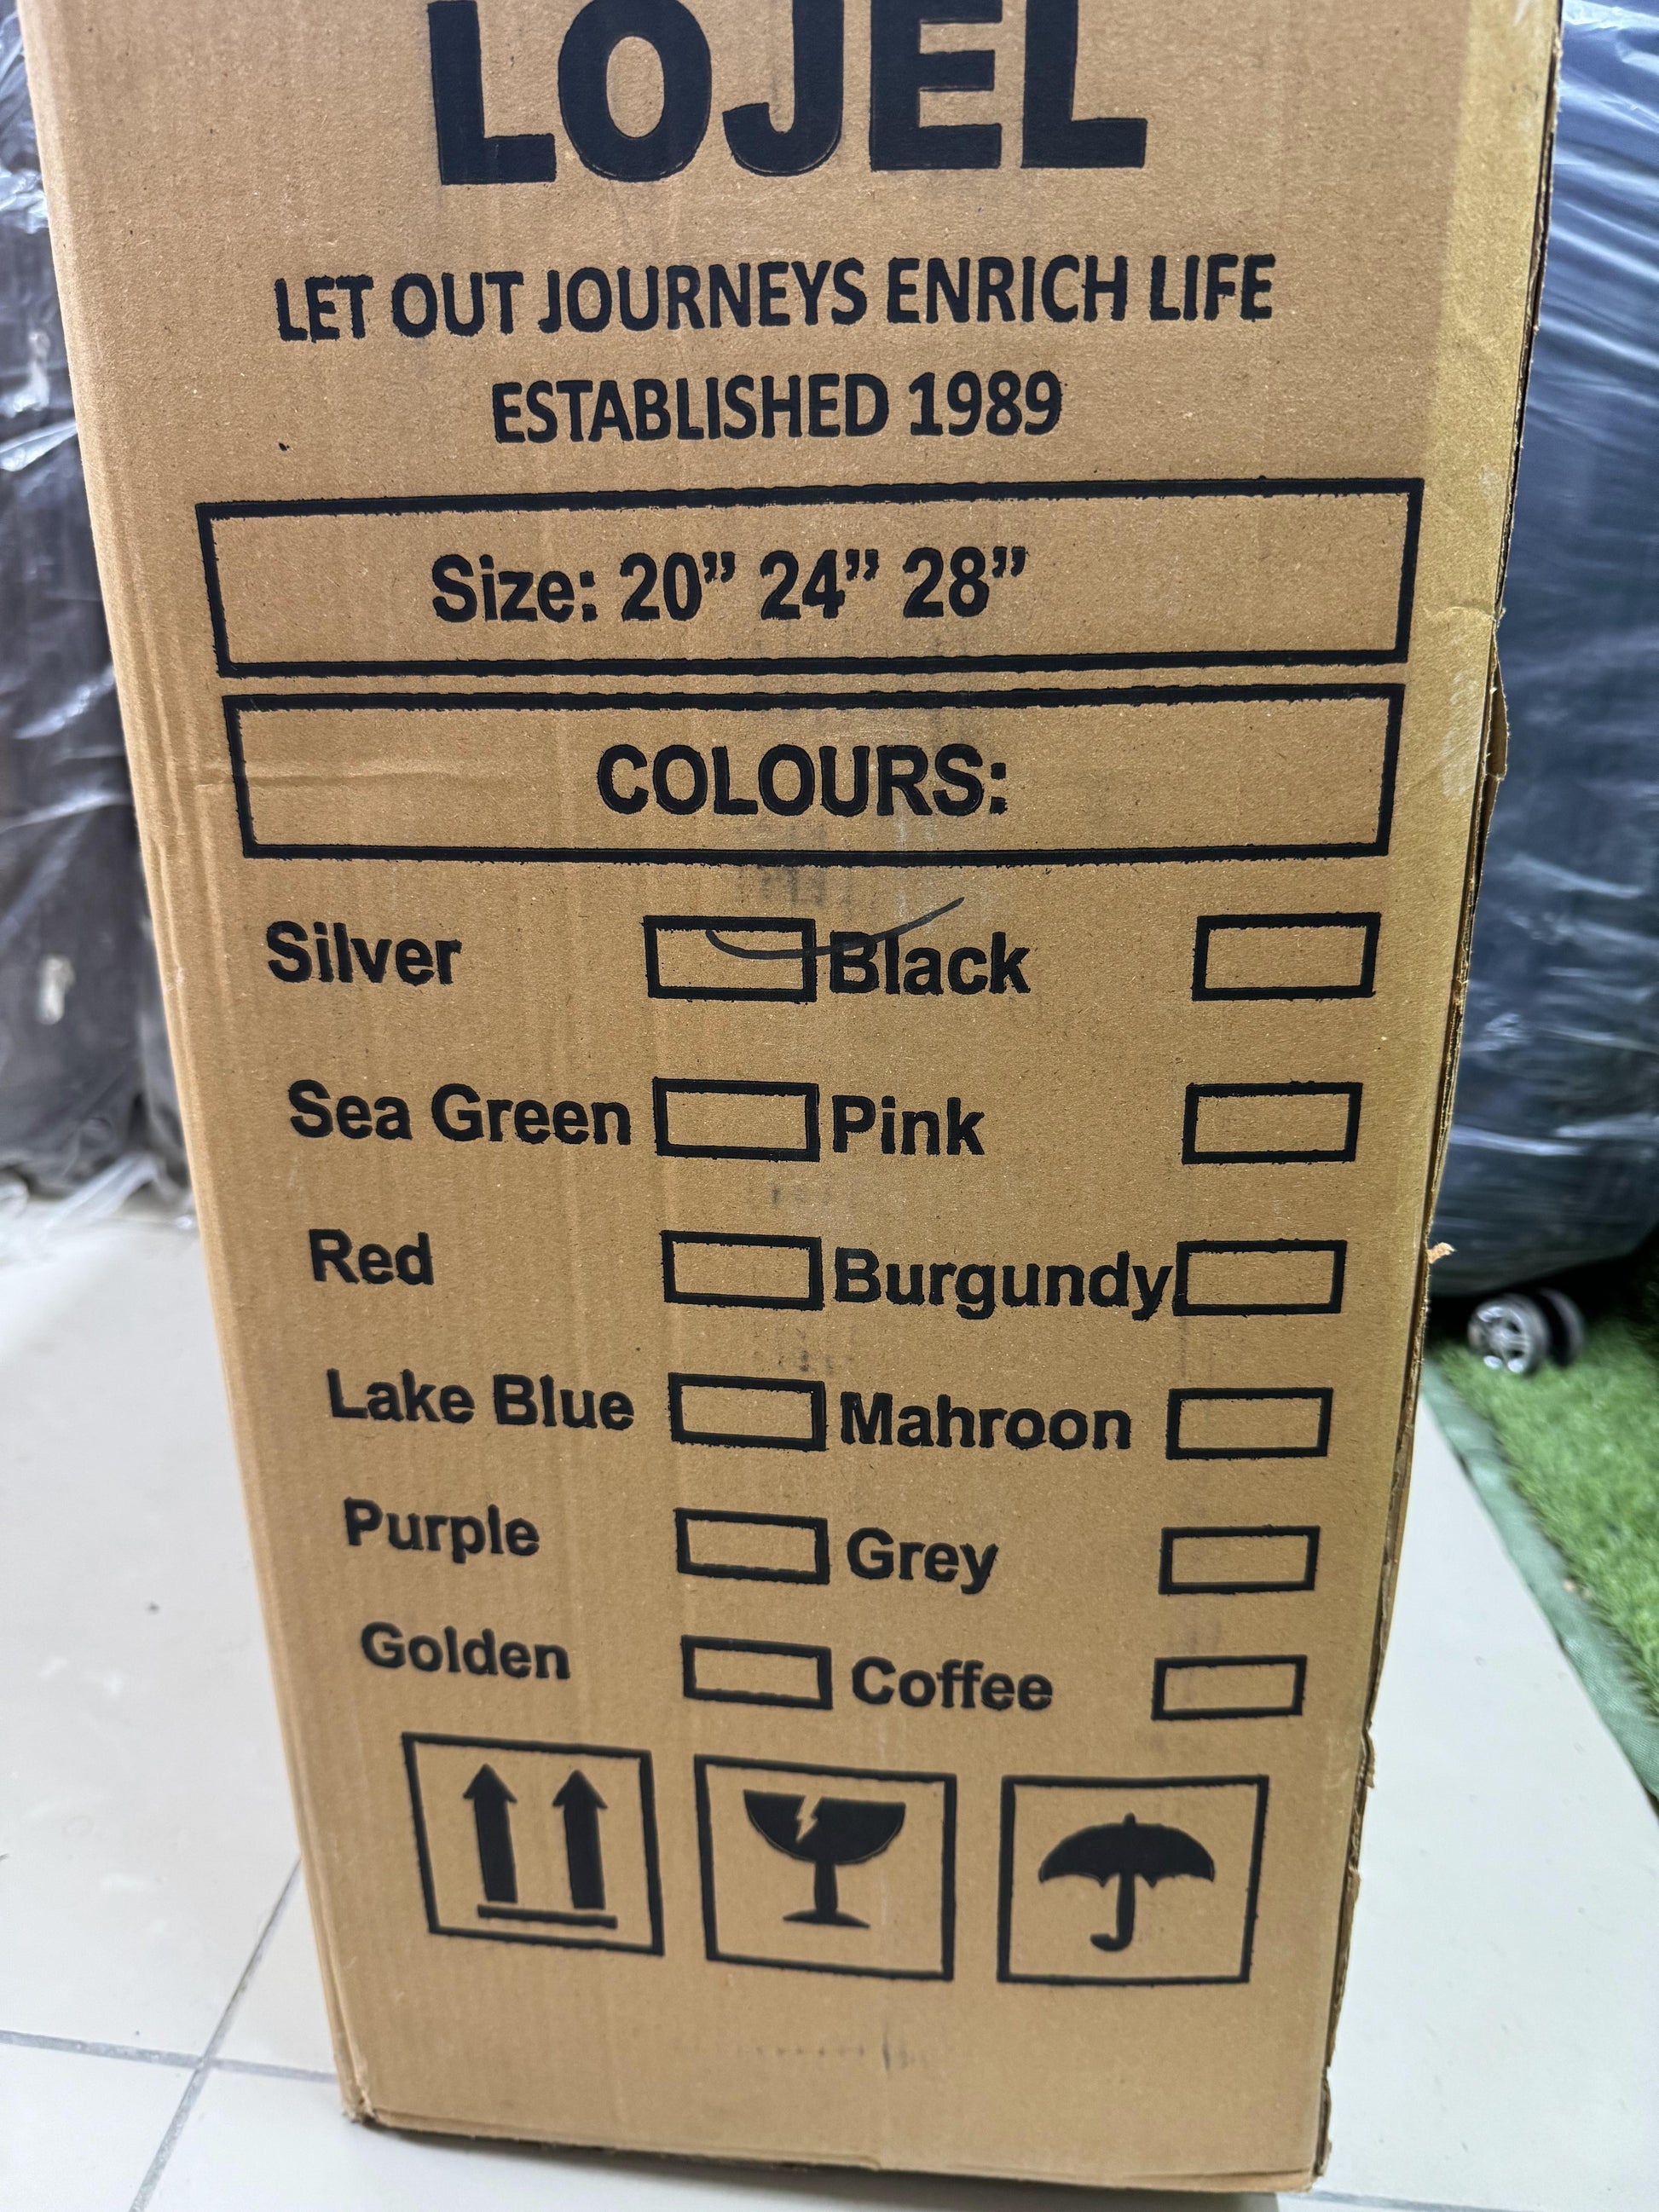 LOJEL
LET OUT JOURNEYS ENRICH LIFE
ESTABLISHED 1989
Size: 20” 24” 28”
COLOURS:
Silver Black
Sea Green Pink
Red Burgundy
Lake Blue Mahroon
Purple Grey
Golden Coffee